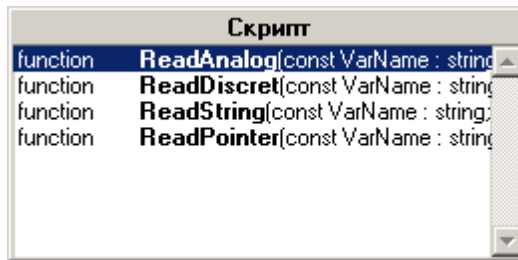 Скрипт
function ReadAnalog(const VarName : string
function ReadDiscret(const VarName : string
function ReadString(const VarName : string;
function ReadPointer(const VarName : string